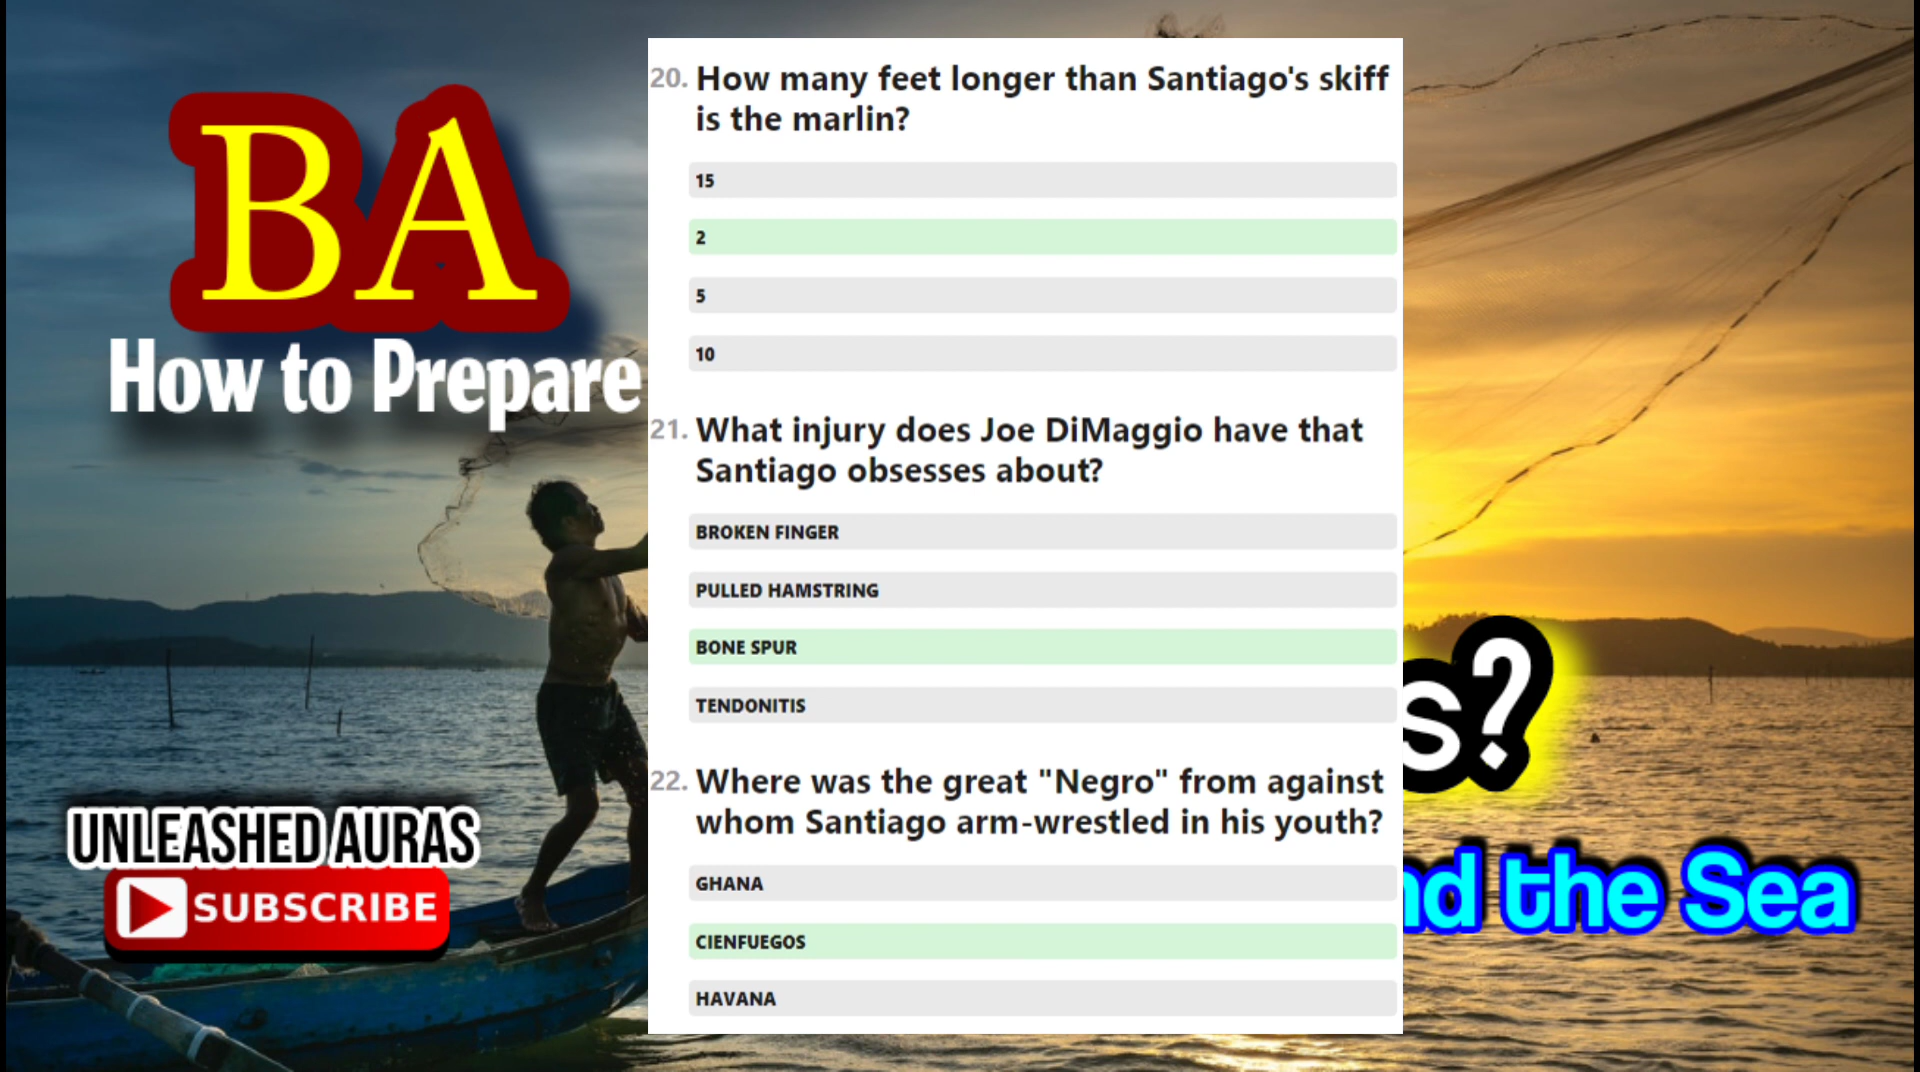 BA
How to Prepare
UNLEASHED AURAS
SUBSCRIBE
20. How many feet longer than Santiago's skiff
is the marlin?
15
2
5
10
21. What injury does Joe DiMaggio have that
Santiago obsesses about?
BROKEN FINGER
PULLED HAMSTRING
BONE SPUR
TENDONITIS
22. Where was the great "Negro" from against
whom Santiago arm-wrestled in his youth?
GHANA
CIENFUEGOS
HAVANA
s?
nd the Sea